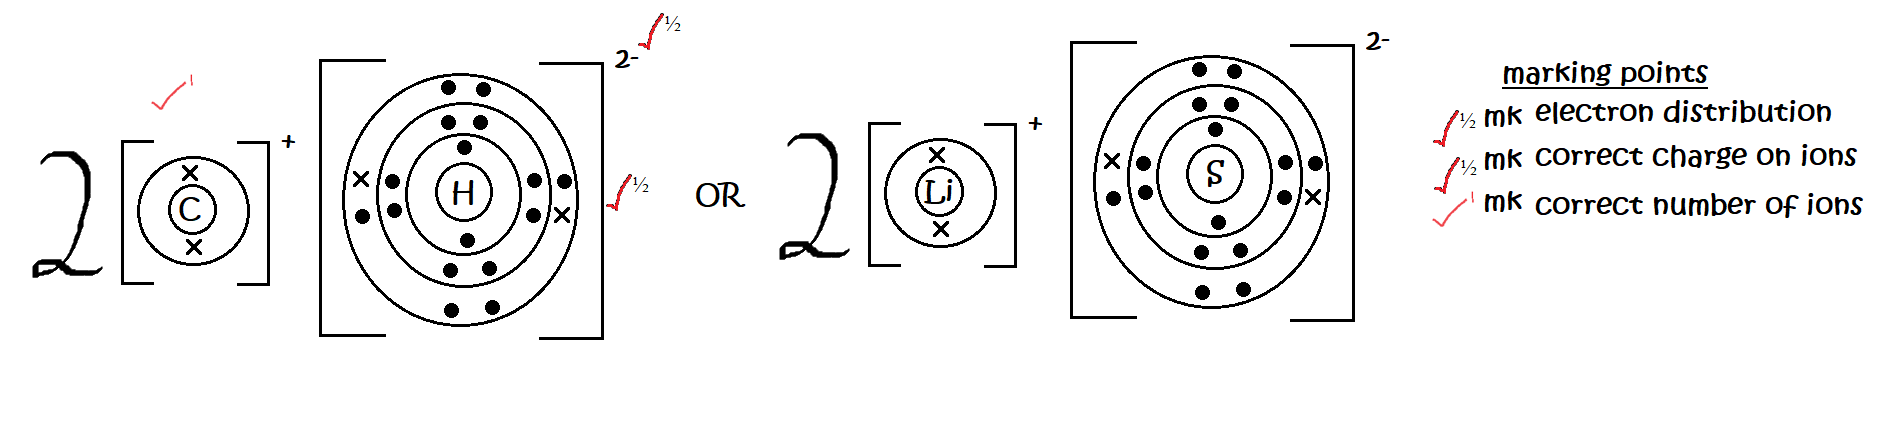 ✓½
✓1
2 [C]+ [H]2- ✓½ OR 2 [Li]+ [S]2-
marking points
✓½ mk electron distribution
✓½ mk correct charge on ions
✓1 mk correct number of ions